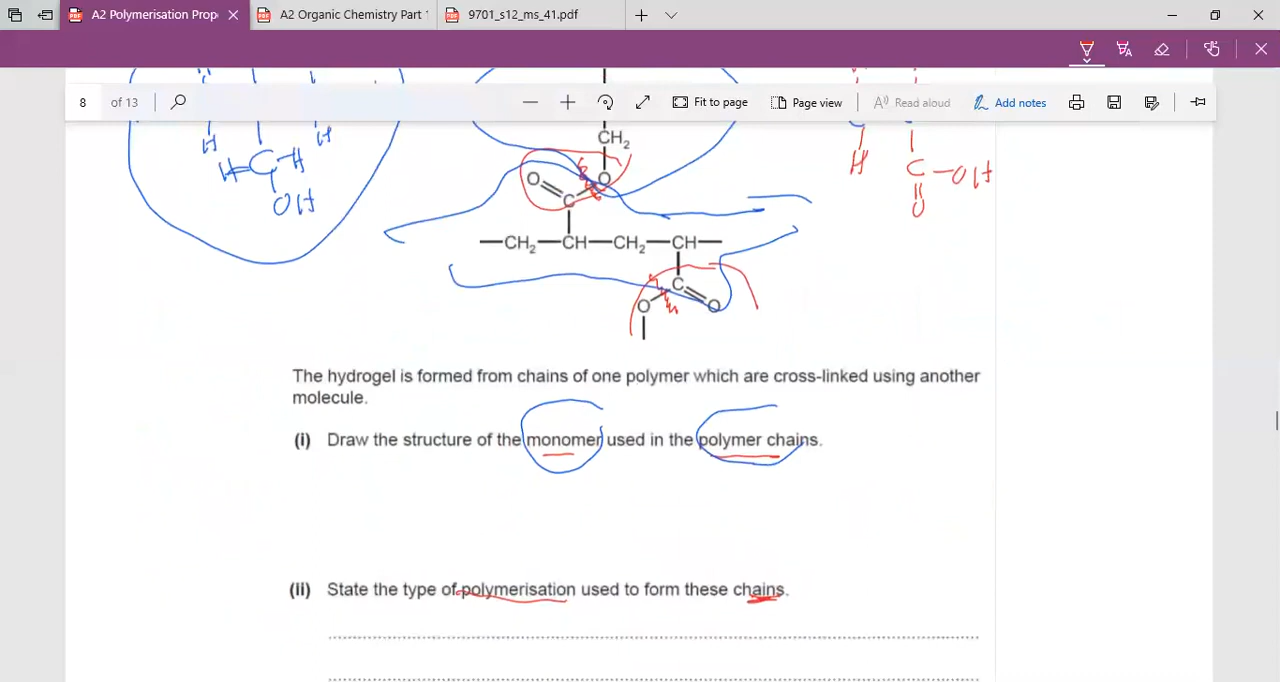 A2 Polymerisation Prop
A2 Organic Chemistry Part 1
9701_s12_ms_41.pdf
8 of 13
Fit to page
Page view
Read aloud
Add notes
H
H
H C H
OH
CH2
O O
C
—CH2—CH—CH2—CH—
C
O O
H
C—OH
O
The hydrogel is formed from chains of one polymer which are cross-linked using another
molecule.
(i) Draw the structure of the monomer used in the polymer chains.
(ii) State the type of polymerisation used to form these chains.